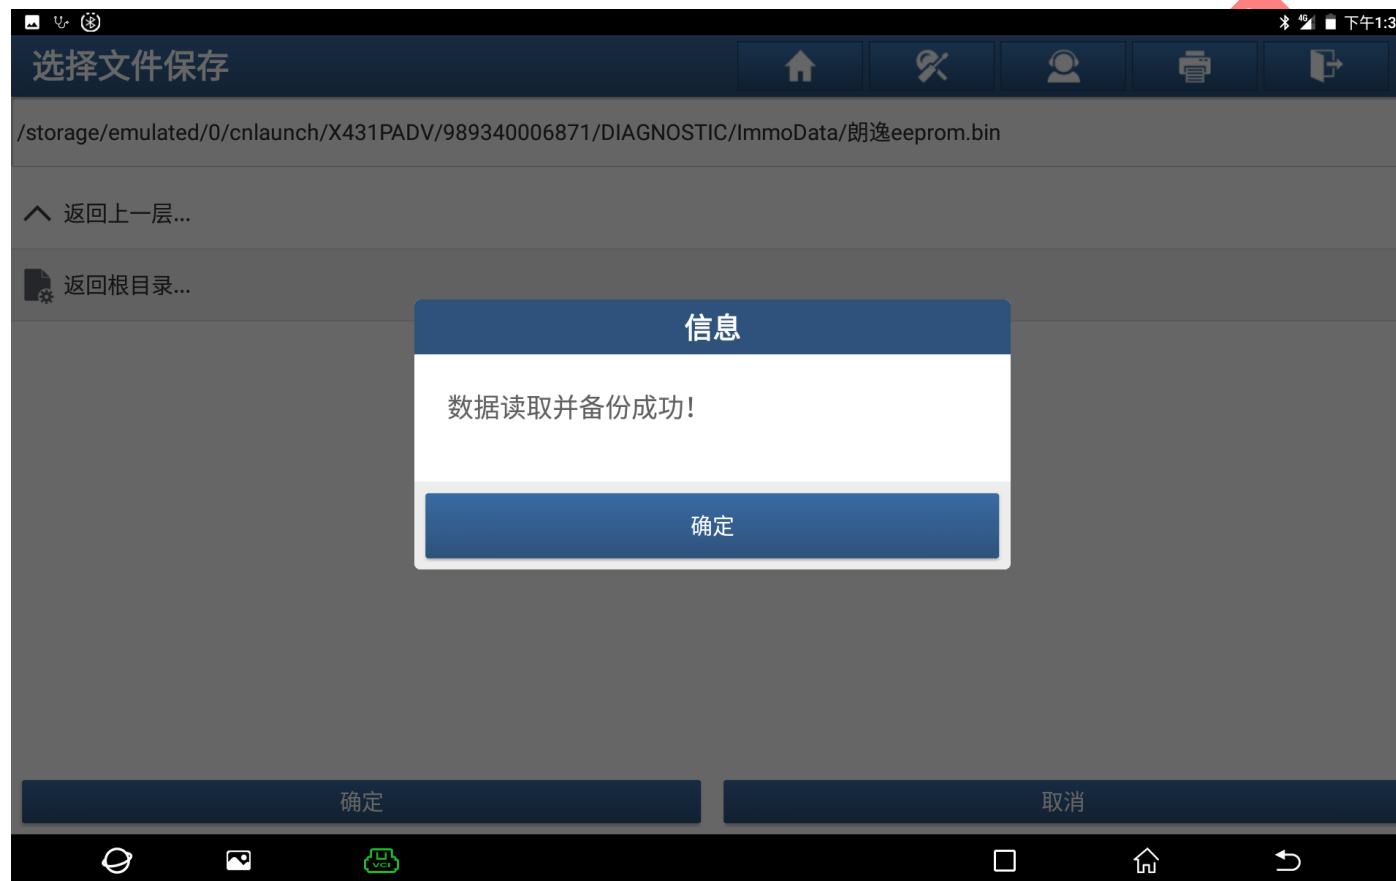 4G 下午1:3
选择文件保存
/storage/emulated/0/cnlaunch/X431PADV/989340006871/DIAGNOSTIC/ImmoData/朗逸eeprom.bin
返回上一层...
返回根目录...
信息
数据读取并备份成功！
确定
确定 取消
VCI